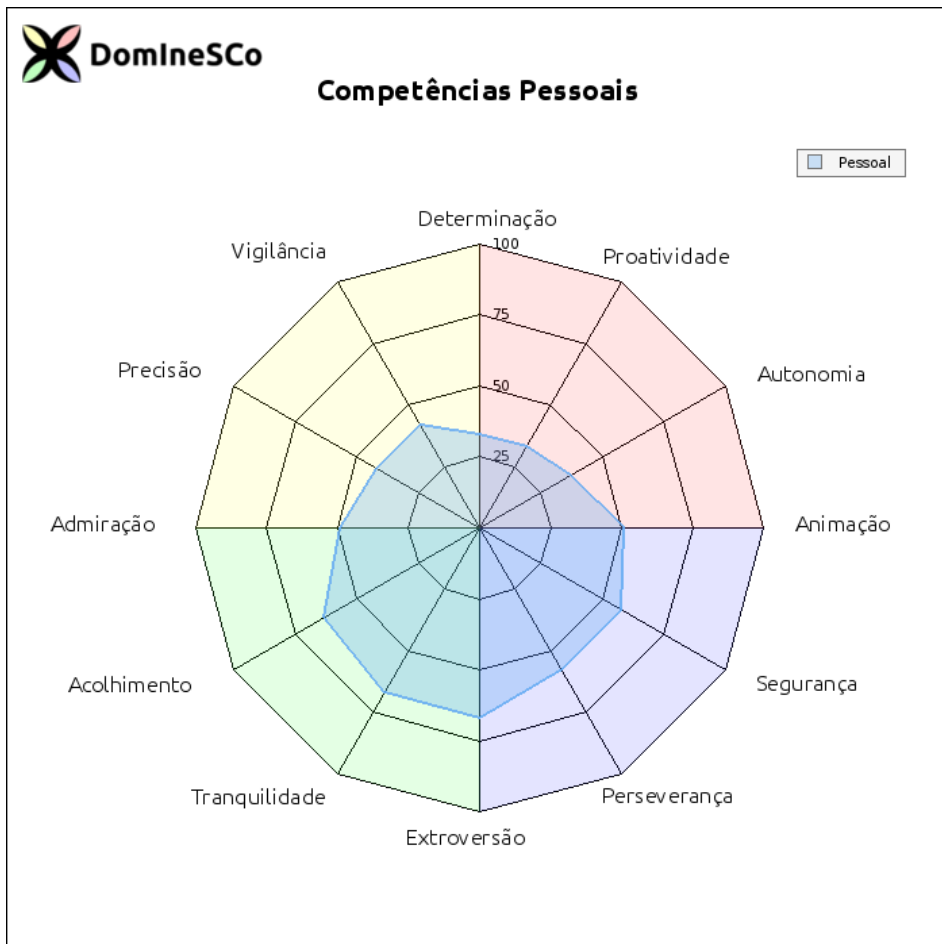 DomIneSCo
Competências Pessoais
Pessoal
Determinação
100
Vigilância
Proatividade
75
Precisão
Autonomia
50
25
Admiração
Animação
Acolhimento
Segurança
Tranquilidade
Perseverança
Extroversão